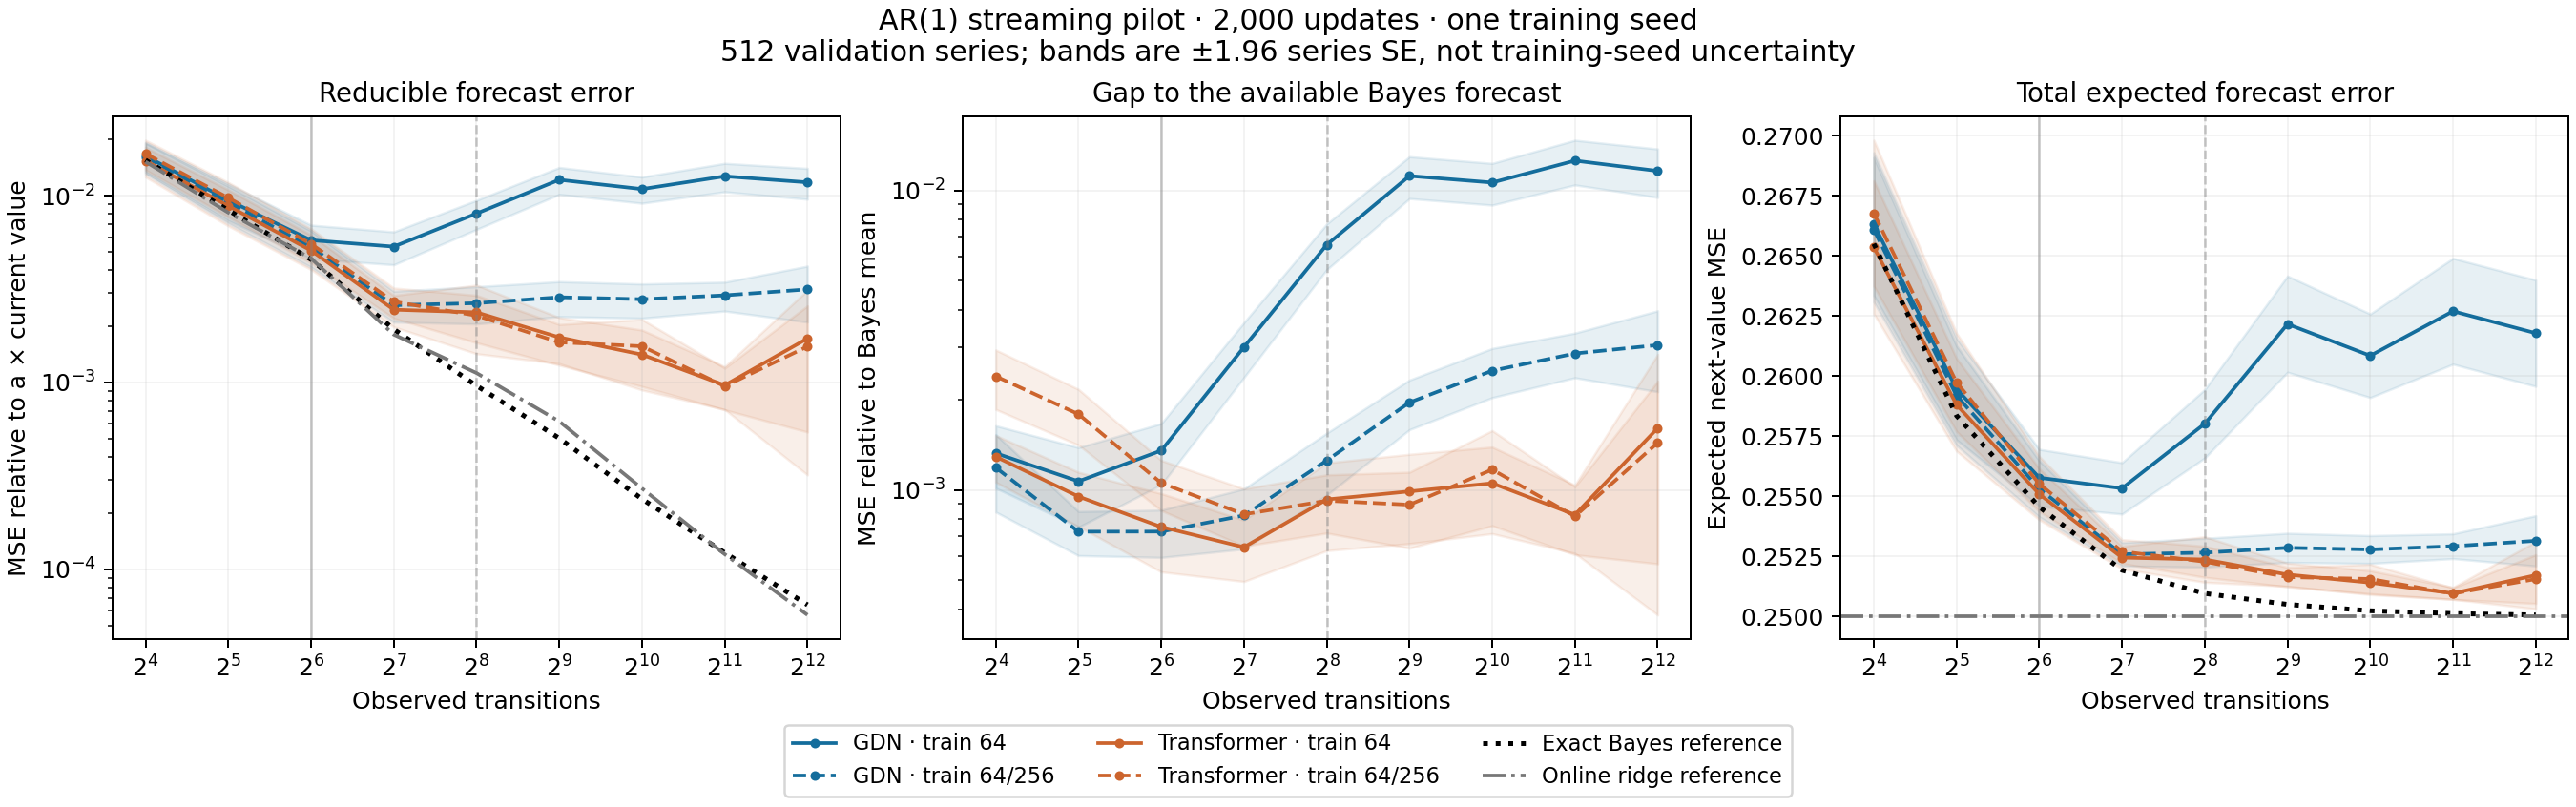 AR(1) streaming pilot · 2,000 updates · one training seed
512 validation series; bands are ±1.96 series SE, not training-seed uncertainty
Reducible forecast error
MSE relative to a × current value
10⁻²
10⁻³
10⁻⁴
2⁴ 2⁵ 2⁶ 2⁷ 2⁸ 2⁹ 2¹⁰ 2¹¹ 2¹²
Observed transitions
Gap to the available Bayes forecast
MSE relative to Bayes mean
10⁻²
10⁻³
2⁴ 2⁵ 2⁶ 2⁷ 2⁸ 2⁹ 2¹⁰ 2¹¹ 2¹²
Observed transitions
Total expected forecast error
Expected next-value MSE
0.2700
0.2675
0.2650
0.2625
0.2600
0.2575
0.2550
0.2525
0.2500
2⁴ 2⁵ 2⁶ 2⁷ 2⁸ 2⁹ 2¹⁰ 2¹¹ 2¹²
Observed transitions
GDN · train 64
GDN · train 64/256
Transformer · train 64
Transformer · train 64/256
Exact Bayes reference
Online ridge reference